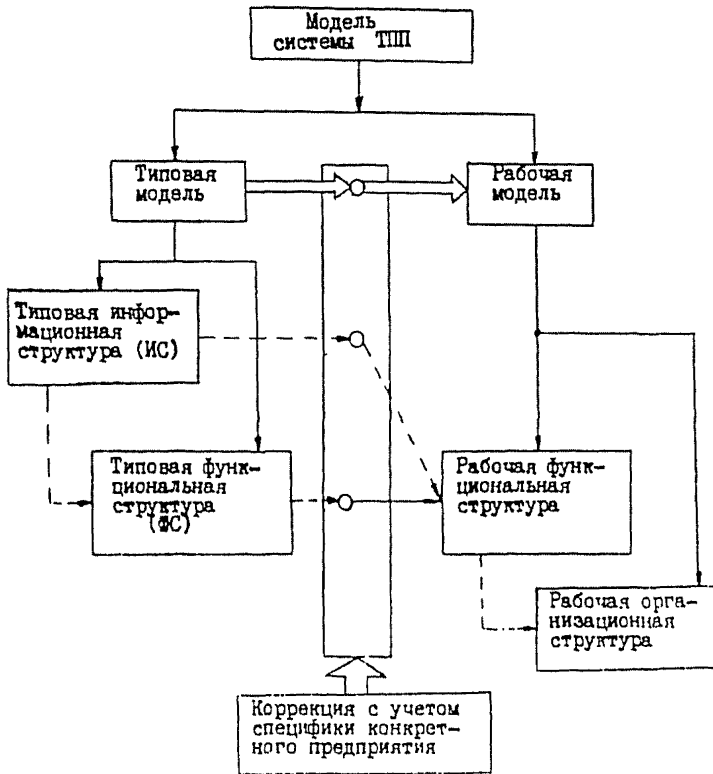 Модель
системы ТПП
Типовая
модель
Рабочая
модель
Типовая инфор-
мационная
структура (ИС)
Типовая функ-
циональная
структура
(ФС)
Рабочая функ-
циональная
структура
Рабочая орга-
низационная
структура
Коррекция с учетом
специфики конкрет-
ного предприятия